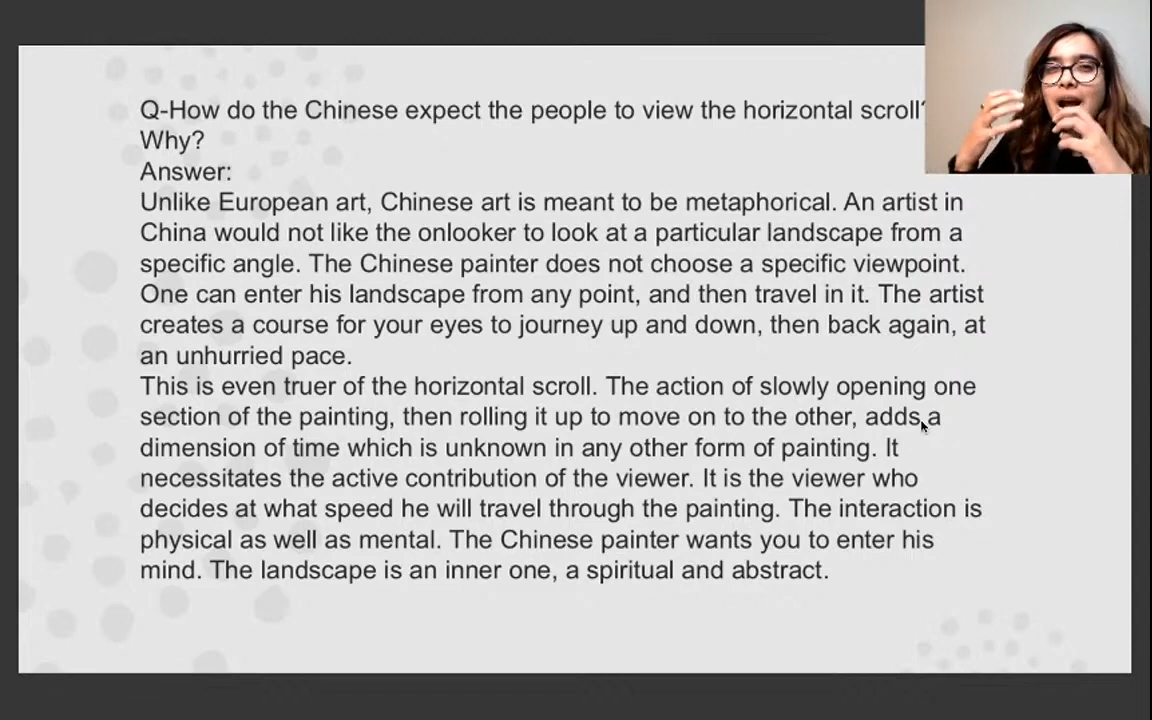 Q-How do the Chinese expect the people to view the horizontal scroll?
Why?
Answer:
Unlike European art, Chinese art is meant to be metaphorical. An artist in
China would not like the onlooker to look at a particular landscape from a
specific angle. The Chinese painter does not choose a specific viewpoint.
One can enter his landscape from any point, and then travel in it. The artist
creates a course for your eyes to journey up and down, then back again, at
an unhurried pace.
This is even truer of the horizontal scroll. The action of slowly opening one
section of the painting, then rolling it up to move on to the other, adds a
dimension of time which is unknown in any other form of painting. It
necessitates the active contribution of the viewer. It is the viewer who
decides at what speed he will travel through the painting. The interaction is
physical as well as mental. The Chinese painter wants you to enter his
mind. The landscape is an inner one, a spiritual and abstract.